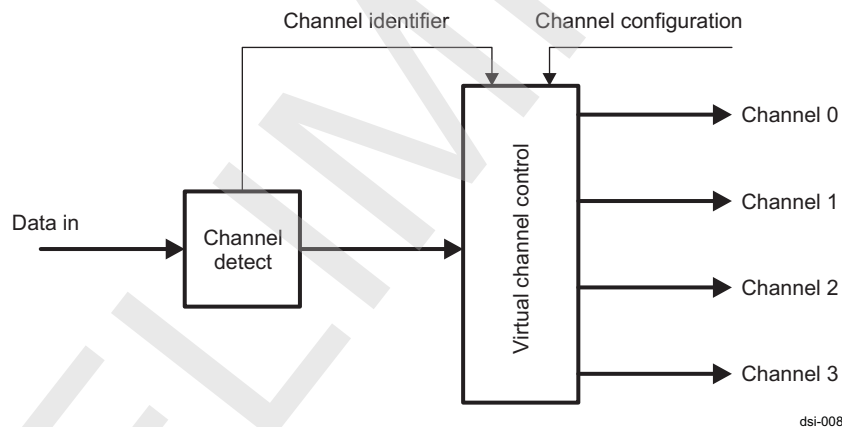 Channel identifier
Channel configuration
Channel 0
Channel 1
Data in
Channel
detect
Virtual channel control
Channel 2
Channel 3
dsi-008